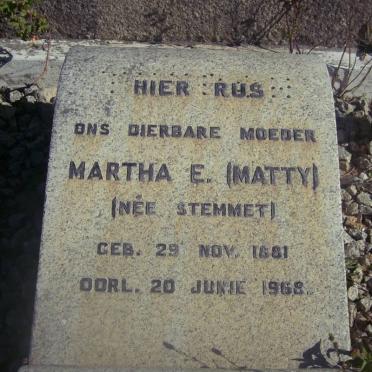 HIER RUS
ONS DIERBARE MOEDER
MARTHA E. (MATTY)
(NÉE STEMMET)
GEB. 29 NOV. 1881
OORL. 20 JUNIE 1968.